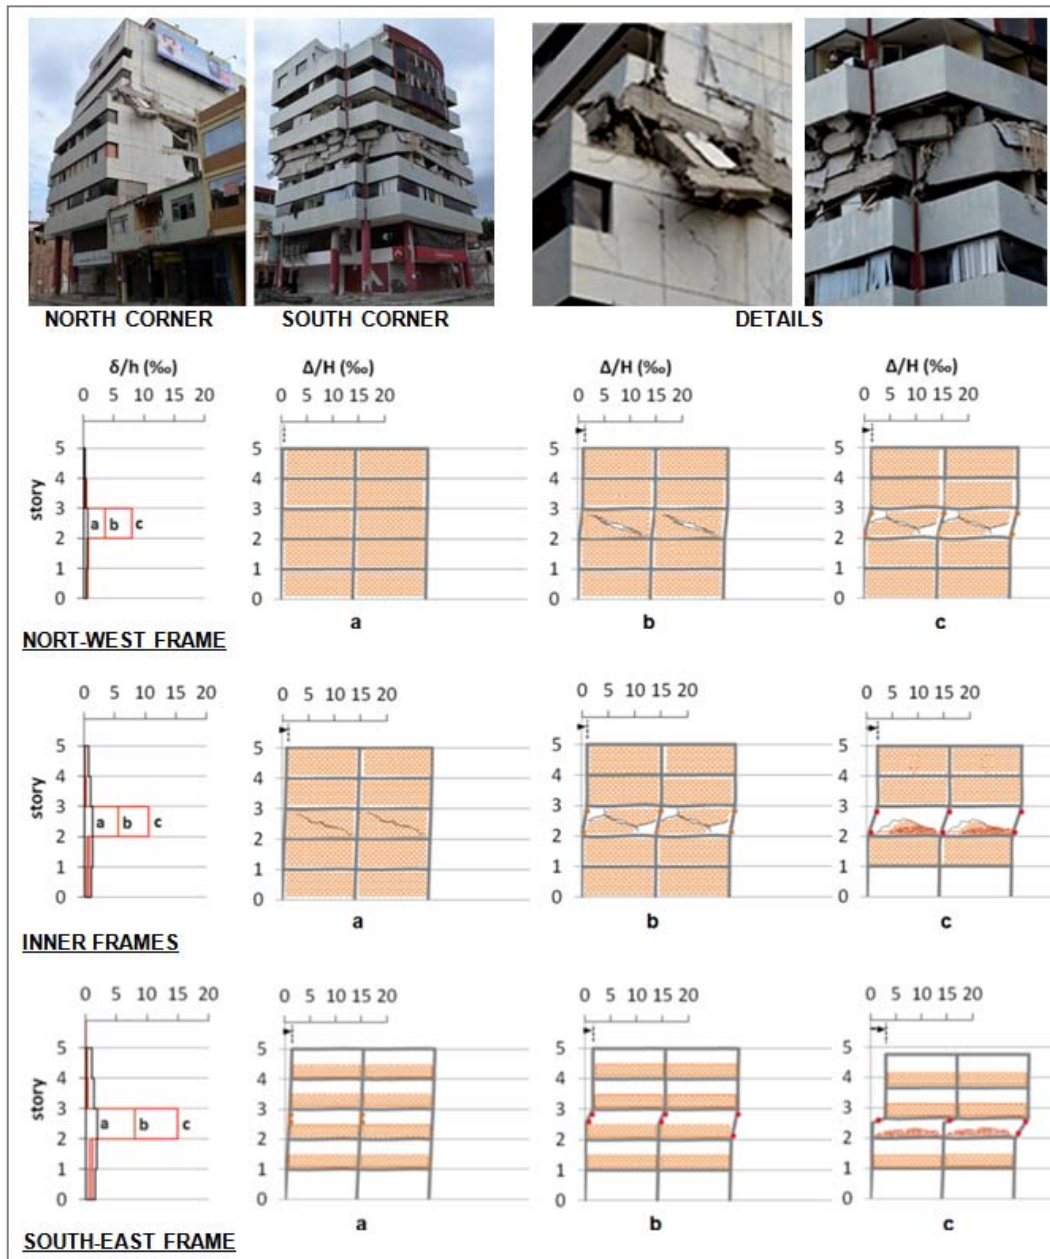 NORTH CORNER SOUTH CORNER DETAILS
δ/h (‰) Δ/H (‰) Δ/H (‰) Δ/H (‰)
0 5 10 15 20 0 5 10 15 20 0 5 10 15 20 0 5 10 15 20
story
5 5 5 5
4 4 4 4
3 3 3 3
a b c
2 2 2 2
1 1 1 1
0 0 0 0
a b c
NORT-WEST FRAME
0 5 10 15 20 0 5 10 15 20 0 5 10 15 20 0 5 10 15 20
story
5 5 5 5
4 4 4 4
3 3 3 3
a b c
2 2 2 2
1 1 1 1
0 0 0 0
a b c
INNER FRAMES
0 5 10 15 20 0 5 10 15 20 0 5 10 15 20 0 5 10 15 20
story
5 5 5 5
4 4 4 4
3 3 3 3
a b c
2 2 2 2
1 1 1 1
0 0 0 0
a b c
SOUTH-EAST FRAME